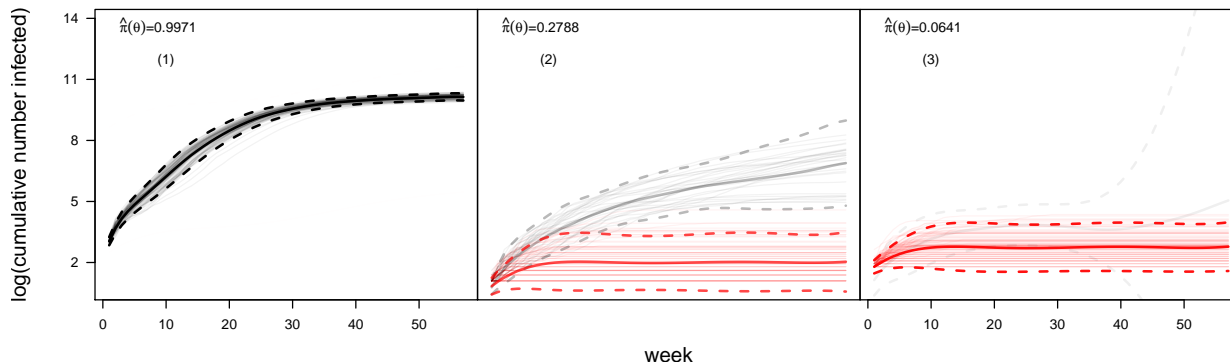 π̂(θ)=0.9971
(1)
π̂(θ)=0.2788
(2)
π̂(θ)=0.0641
(3)
14
11
8
5
2
log(cumulative number infected)
0 10 20 30 40 50
0 10 20 30 40 50
week